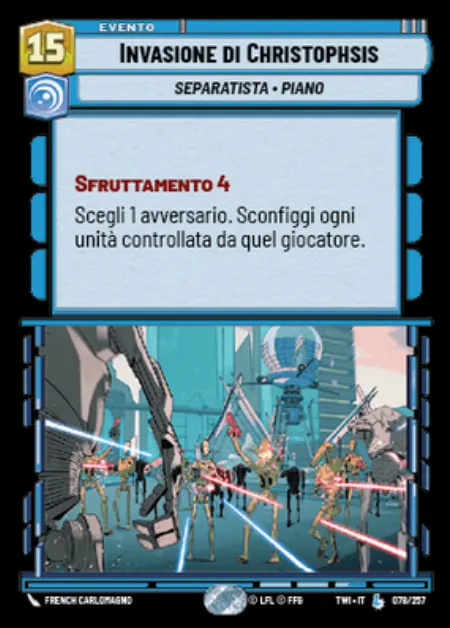 EVENTO
15
INVASIONE DI CHRISTOPHSIS
SEPARATISTA • PIANO
SFRUTTAMENTO 4
Scegli 1 avversario. Sconfiggi ogni
unità controllata da quel giocatore.
FRENCH CARLOMAGNO
© LFL © FFG
TWI • IT
L
078/257